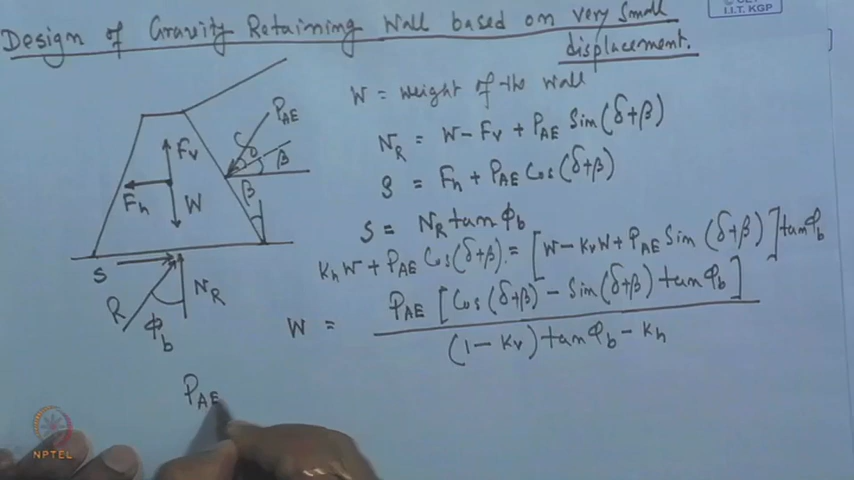 Design of Gravity Retaining Wall based on very small
displacement.
I.I.T. KGP
W = weight of the wall
N_R = W - F_v + P_AE Sin(δ+β)
S = F_h + P_AE Cos(δ+β)
S = N_R tan φ_b
k_h W + P_AE Cos(δ+β) = [W - k_v W + P_AE Sin(δ+β)] tan φ_b
W = P_AE [Cos(δ+β) - Sin(δ+β) tan φ_b]
(1 - k_v) tan φ_b - k_h
P_AE
δ
β
F_v
β
F_h
W
S
R
N_R
φ_b
P_AE
NPTEL